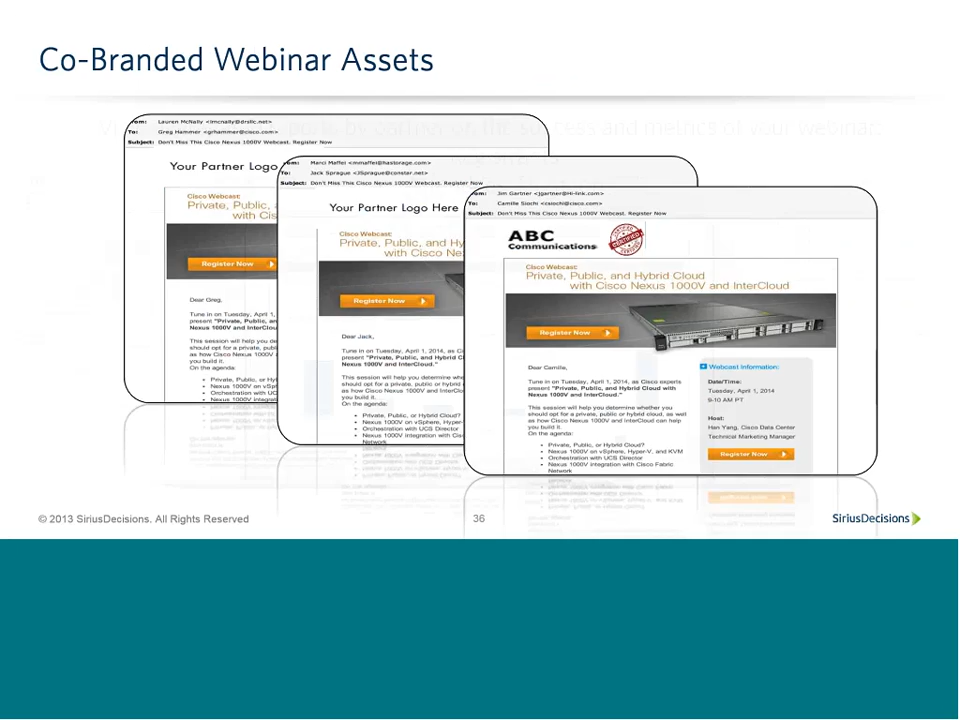 Co-Branded Webinar Assets
From: Lauren McNally <lmcnally@drsllc.net>
To: Greg Hammer <grhammer@cisco.com>
Subject: Don't Miss This Cisco Nexus 1000V Webcast. Register Now
Your Partner Logo
Cisco Webcast:
Private, Public, a
with Cis
Register Now
Dear Greg,
Tune in on Tuesday, April 1,
present "Private, Public, an
Nexus 1000V and InterClou
This session will help you de
should opt for a private, publ
as how Cisco Nexus 1000V a
you build it.
On the agenda:
• Private, Public, or Hyl
• Nexus 1000V on vSp
• Orchestration with UC
• Nexus 1000V integrat
From: Marci Maffei <mmaffei@hastorage.com>
To: Jack Sprague <JSprague@constar.net>
Subject: Don't Miss This Cisco Nexus 1000V Webcast. Register Now
Your Partner Logo Here
Cisco Webcast:
Private, Public, and Hy
with Cisco Ne
Register Now
Dear Jack,
Tune in on Tuesday, April 1, 2014, as C
present "Private, Public, and Hybrid C
Nexus 1000V and InterCloud."
This session will help you determine whe
should opt for a private, public or hybrid
as how Cisco Nexus 1000V and InterClo
you build it.
On the agenda:
• Private, Public, or Hybrid Cloud?
• Nexus 1000V on vSphere, Hyper-
• Orchestration with UCS Director
• Nexus 1000V integration with Cisc
Network
From: Jim Gartner <jgartner@Hi-link.com>
To: Camille Siochi <csiochi@cisco.com>
Subject: Don't Miss This Cisco Nexus 1000V Webcast. Register Now
ABC
Communications
CERTIFIED
Cisco Webcast:
Private, Public, and Hybrid Cloud
with Cisco Nexus 1000V and InterCloud
Register Now
Dear Camille,
Tune in on Tuesday, April 1, 2014, as Cisco experts
present "Private, Public, and Hybrid Cloud with
Nexus 1000V and InterCloud."
This session will help you determine whether you
should opt for a private, public or hybrid cloud, as well
as how Cisco Nexus 1000V and InterCloud can help
you build it.
On the agenda:
• Private, Public, or Hybrid Cloud?
• Nexus 1000V on vSphere, Hyper-V, and KVM
• Orchestration with UCS Director
• Nexus 1000V integration with Cisco Fabric
Network
Webcast Information:
Date/Time:
Tuesday, April 1, 2014
9-10 AM PT
Host:
Han Yang, Cisco Data Center
Technical Marketing Manager
Register Now
© 2013 SiriusDecisions. All Rights Reserved
36
SiriusDecisions